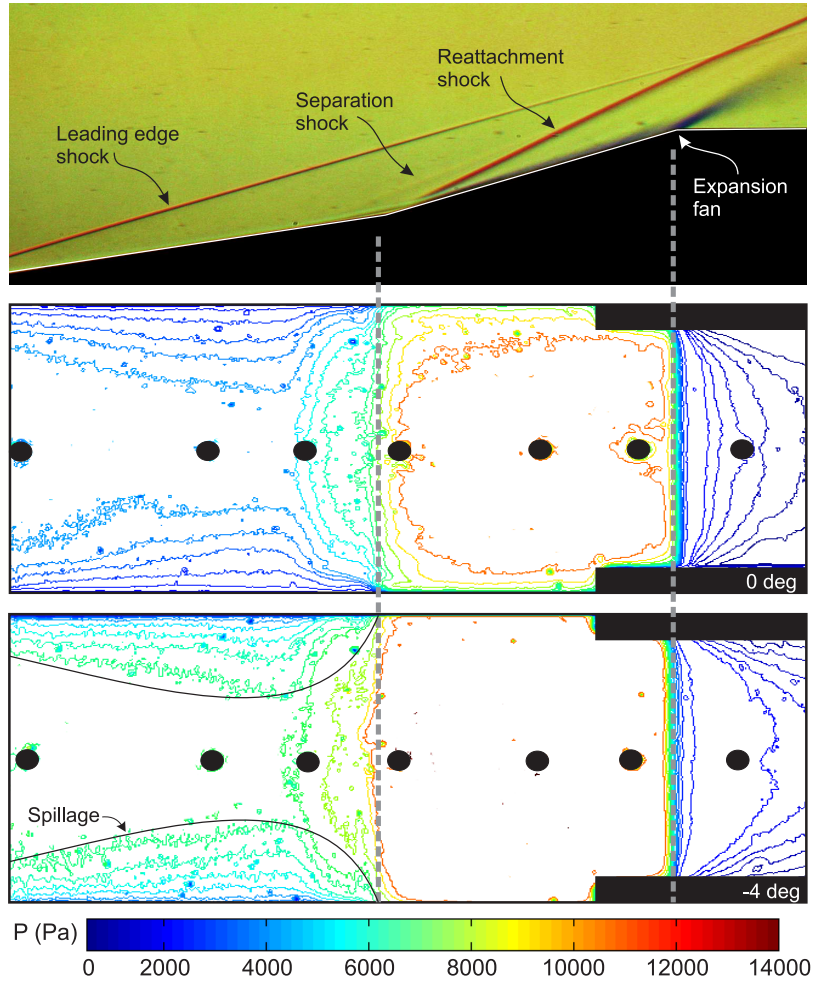 Reattachment
shock
Separation
shock
Leading edge
shock
Expansion
fan
0 deg
Spillage
-4 deg
P (Pa)
0 2000 4000 6000 8000 10000 12000 14000